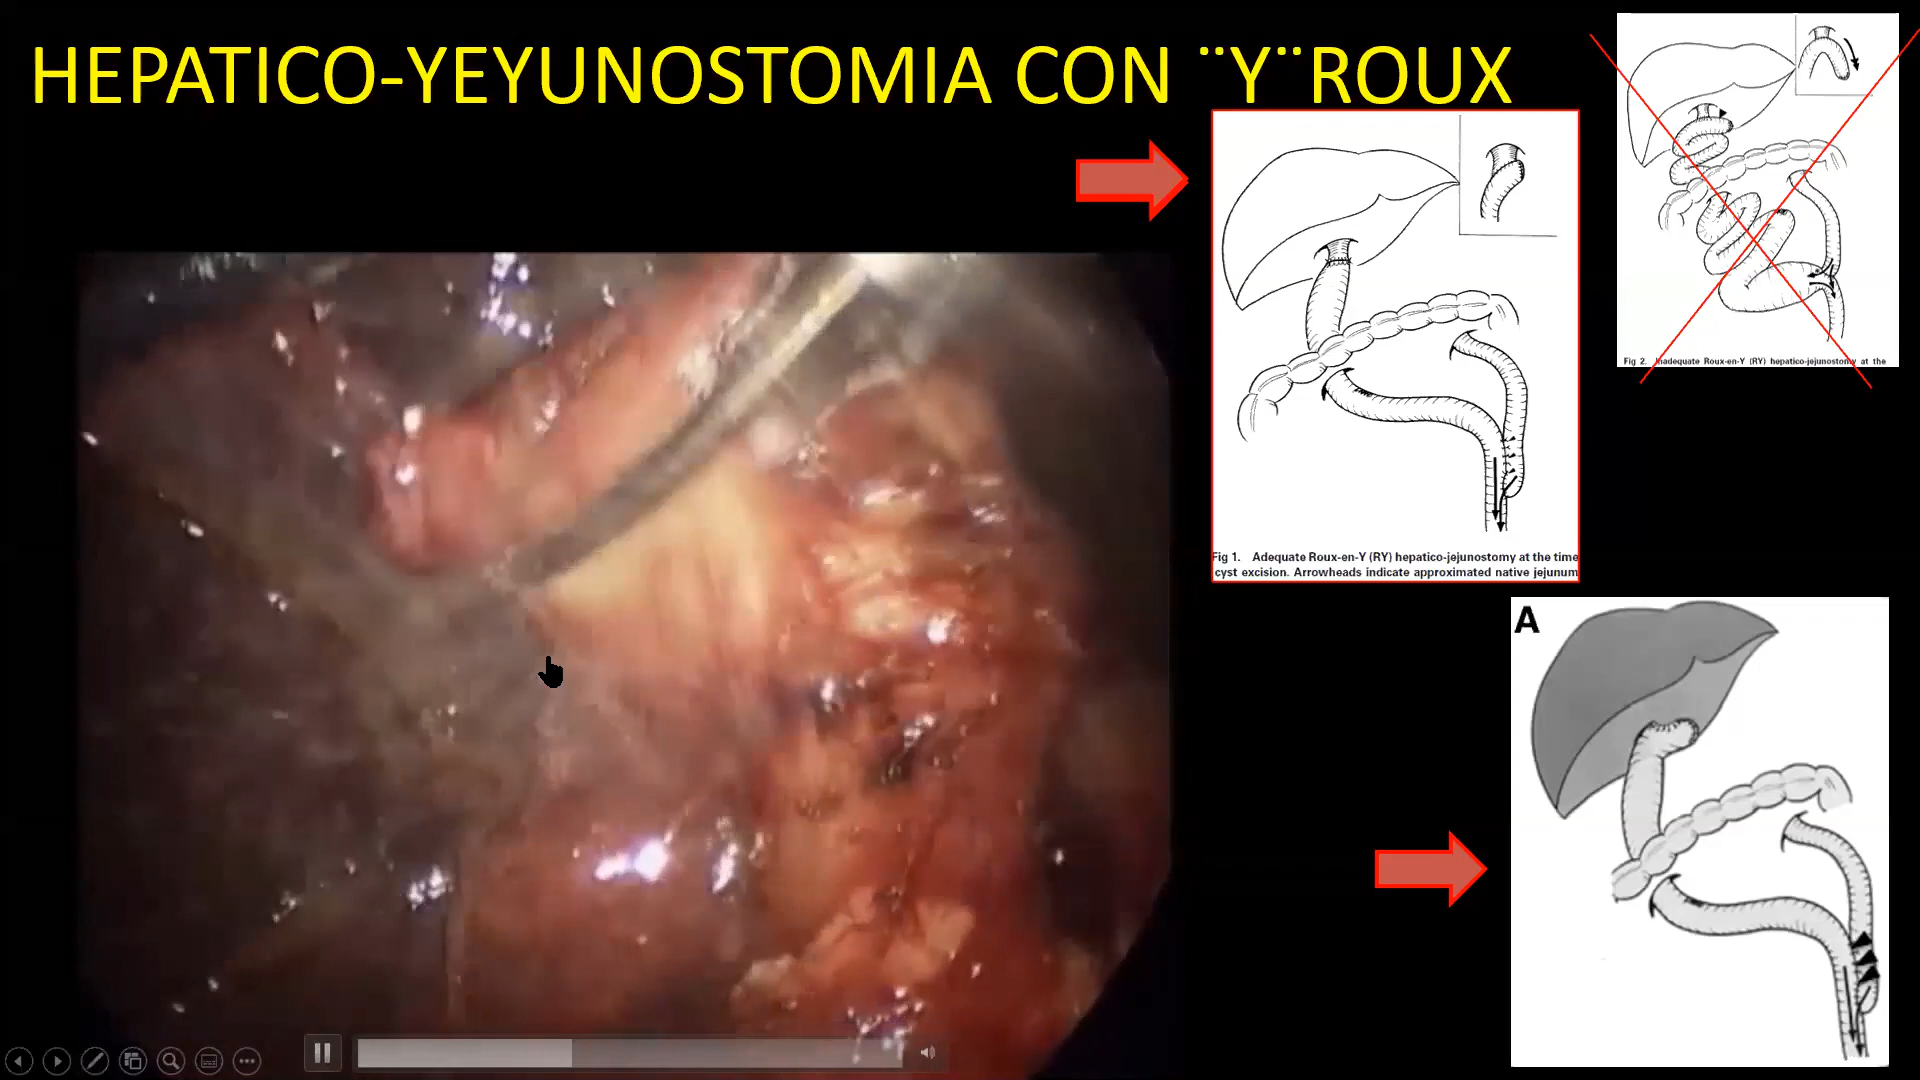 HEPATICO-YEYUNOSTOMIA CON ¨Y¨ROUX
Fig 2. Inadequate Roux-en-Y (RY) hepatico-jejunostomy at the
Fig 1. Adequate Roux-en-Y (RY) hepatico-jejunostomy at the time
cyst excision. Arrowheads indicate approximated native jejunum
A